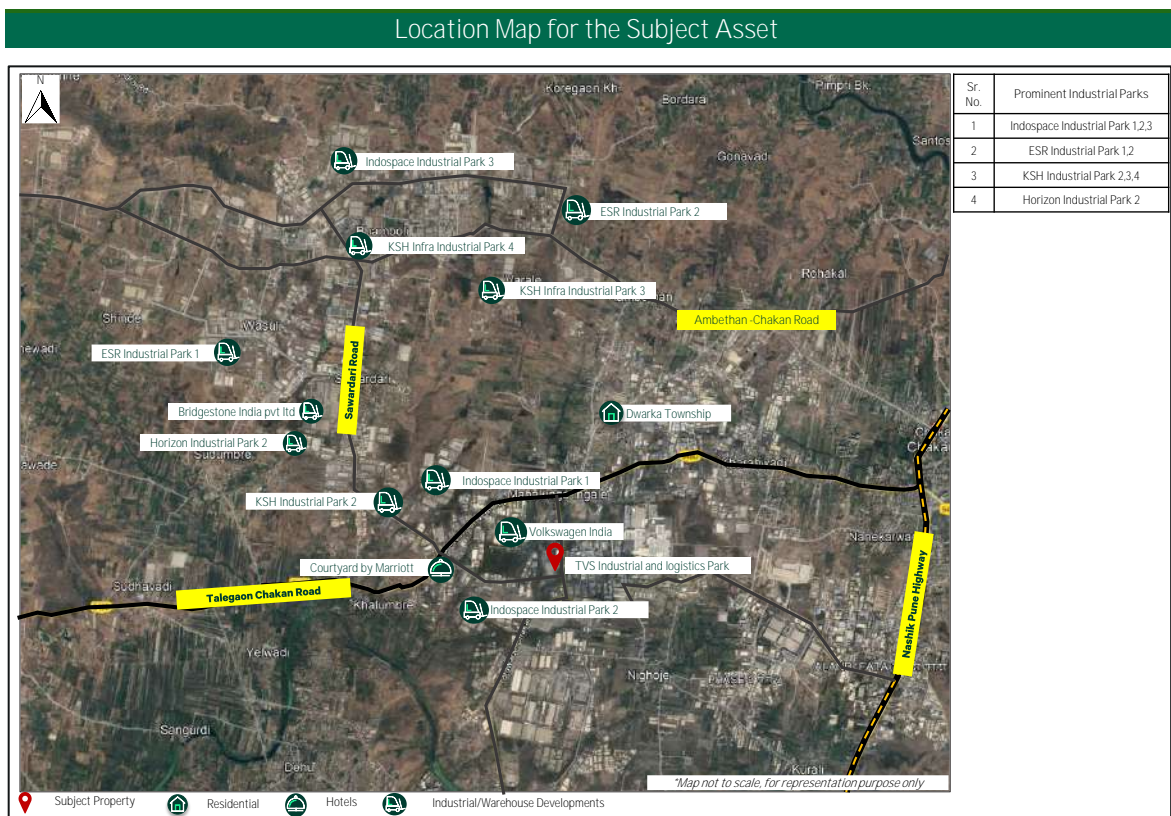 Location Map for the Subject Asset
N
Koregaon Kh
Bordara
Pimpri Bk.
Gonavadi
Indospace Industrial Park 3
ESR Industrial Park 2
KSH Infra Industrial Park 4
Rohakal
KSH Infra Industrial Park 3
Shinde
Wasuli
Ambethan -Chakan Road
ESR Industrial Park 1
Sawardari Road
Bridgestone India pvt ltd
Dwarka Township
Horizon Industrial Park 2
Sudumbre
Indospace Industrial Park 1
KSH Industrial Park 2
Volkswagen India
Courtyard by Marriott
TVS Industrial and logistics Park
Sudhavadi
Talegaon Chakan Road
Khalumbre
Indospace Industrial Park 2
Nashik Pune Highway
Yelwadi
Nighoje
Sangurdi
Kurali
*Map not to scale, for representation purpose only
Subject Property
Residential
Hotels
Industrial/Warehouse Developments
Sr. No.
Prominent Industrial Parks
1 Indospace Industrial Park 1,2,3
2 ESR Industrial Park 1,2
3 KSH Industrial Park 2,3,4
4 Horizon Industrial Park 2